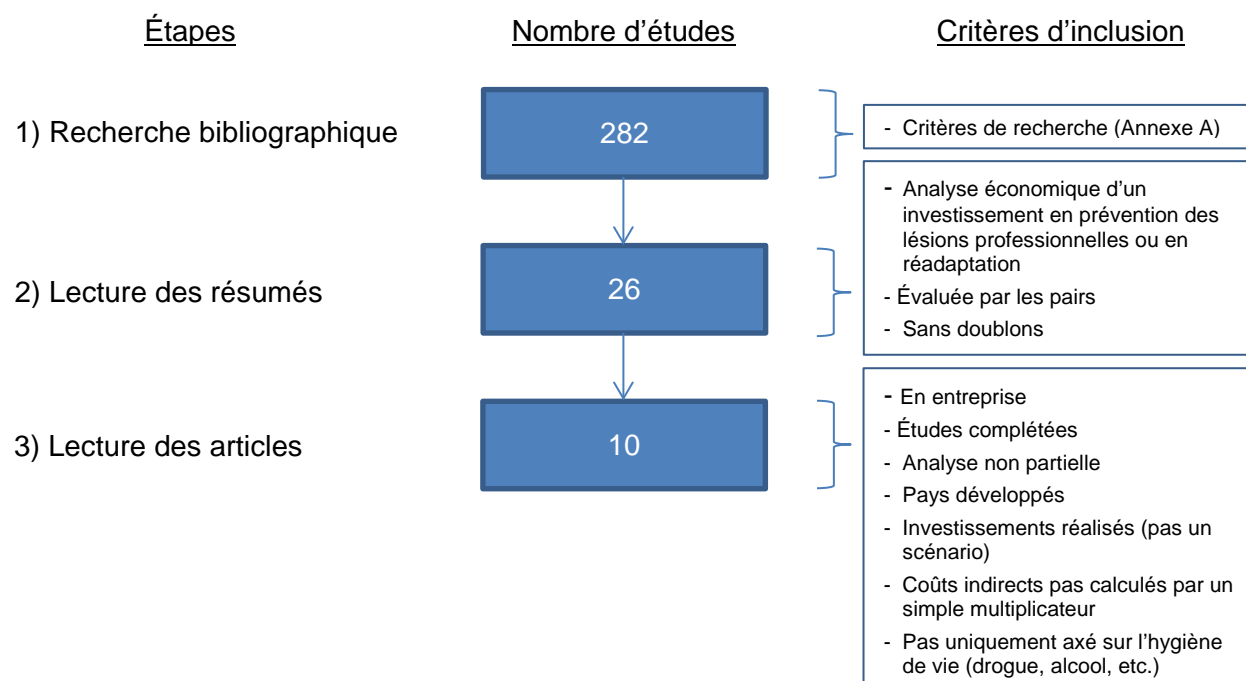 Étapes
Nombre d'études
Critères d'inclusion
1) Recherche bibliographique
282
- Critères de recherche (Annexe A)
2) Lecture des résumés
26
- Analyse économique d'un
investissement en prévention des
lésions professionnelles ou en
réadaptation
- Évaluée par les pairs
- Sans doublons
3) Lecture des articles
10
- En entreprise
- Études complétées
- Analyse non partielle
- Pays développés
- Investissements réalisés (pas un
scénario)
- Coûts indirects pas calculés par un
simple multiplicateur
- Pas uniquement axé sur l'hygiène
de vie (drogue, alcool, etc.)